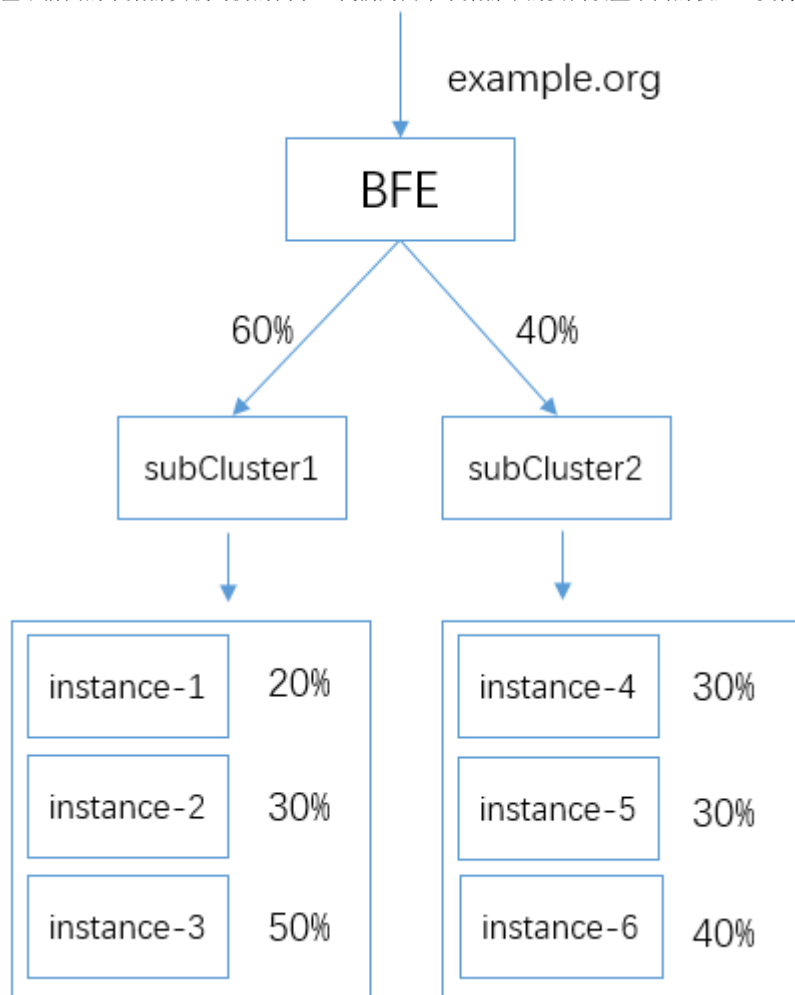 example.org
BFE
60%
40%
subCluster1
subCluster2
instance-1
20%
instance-2
30%
instance-3
50%
instance-4
30%
instance-5
30%
instance-6
40%